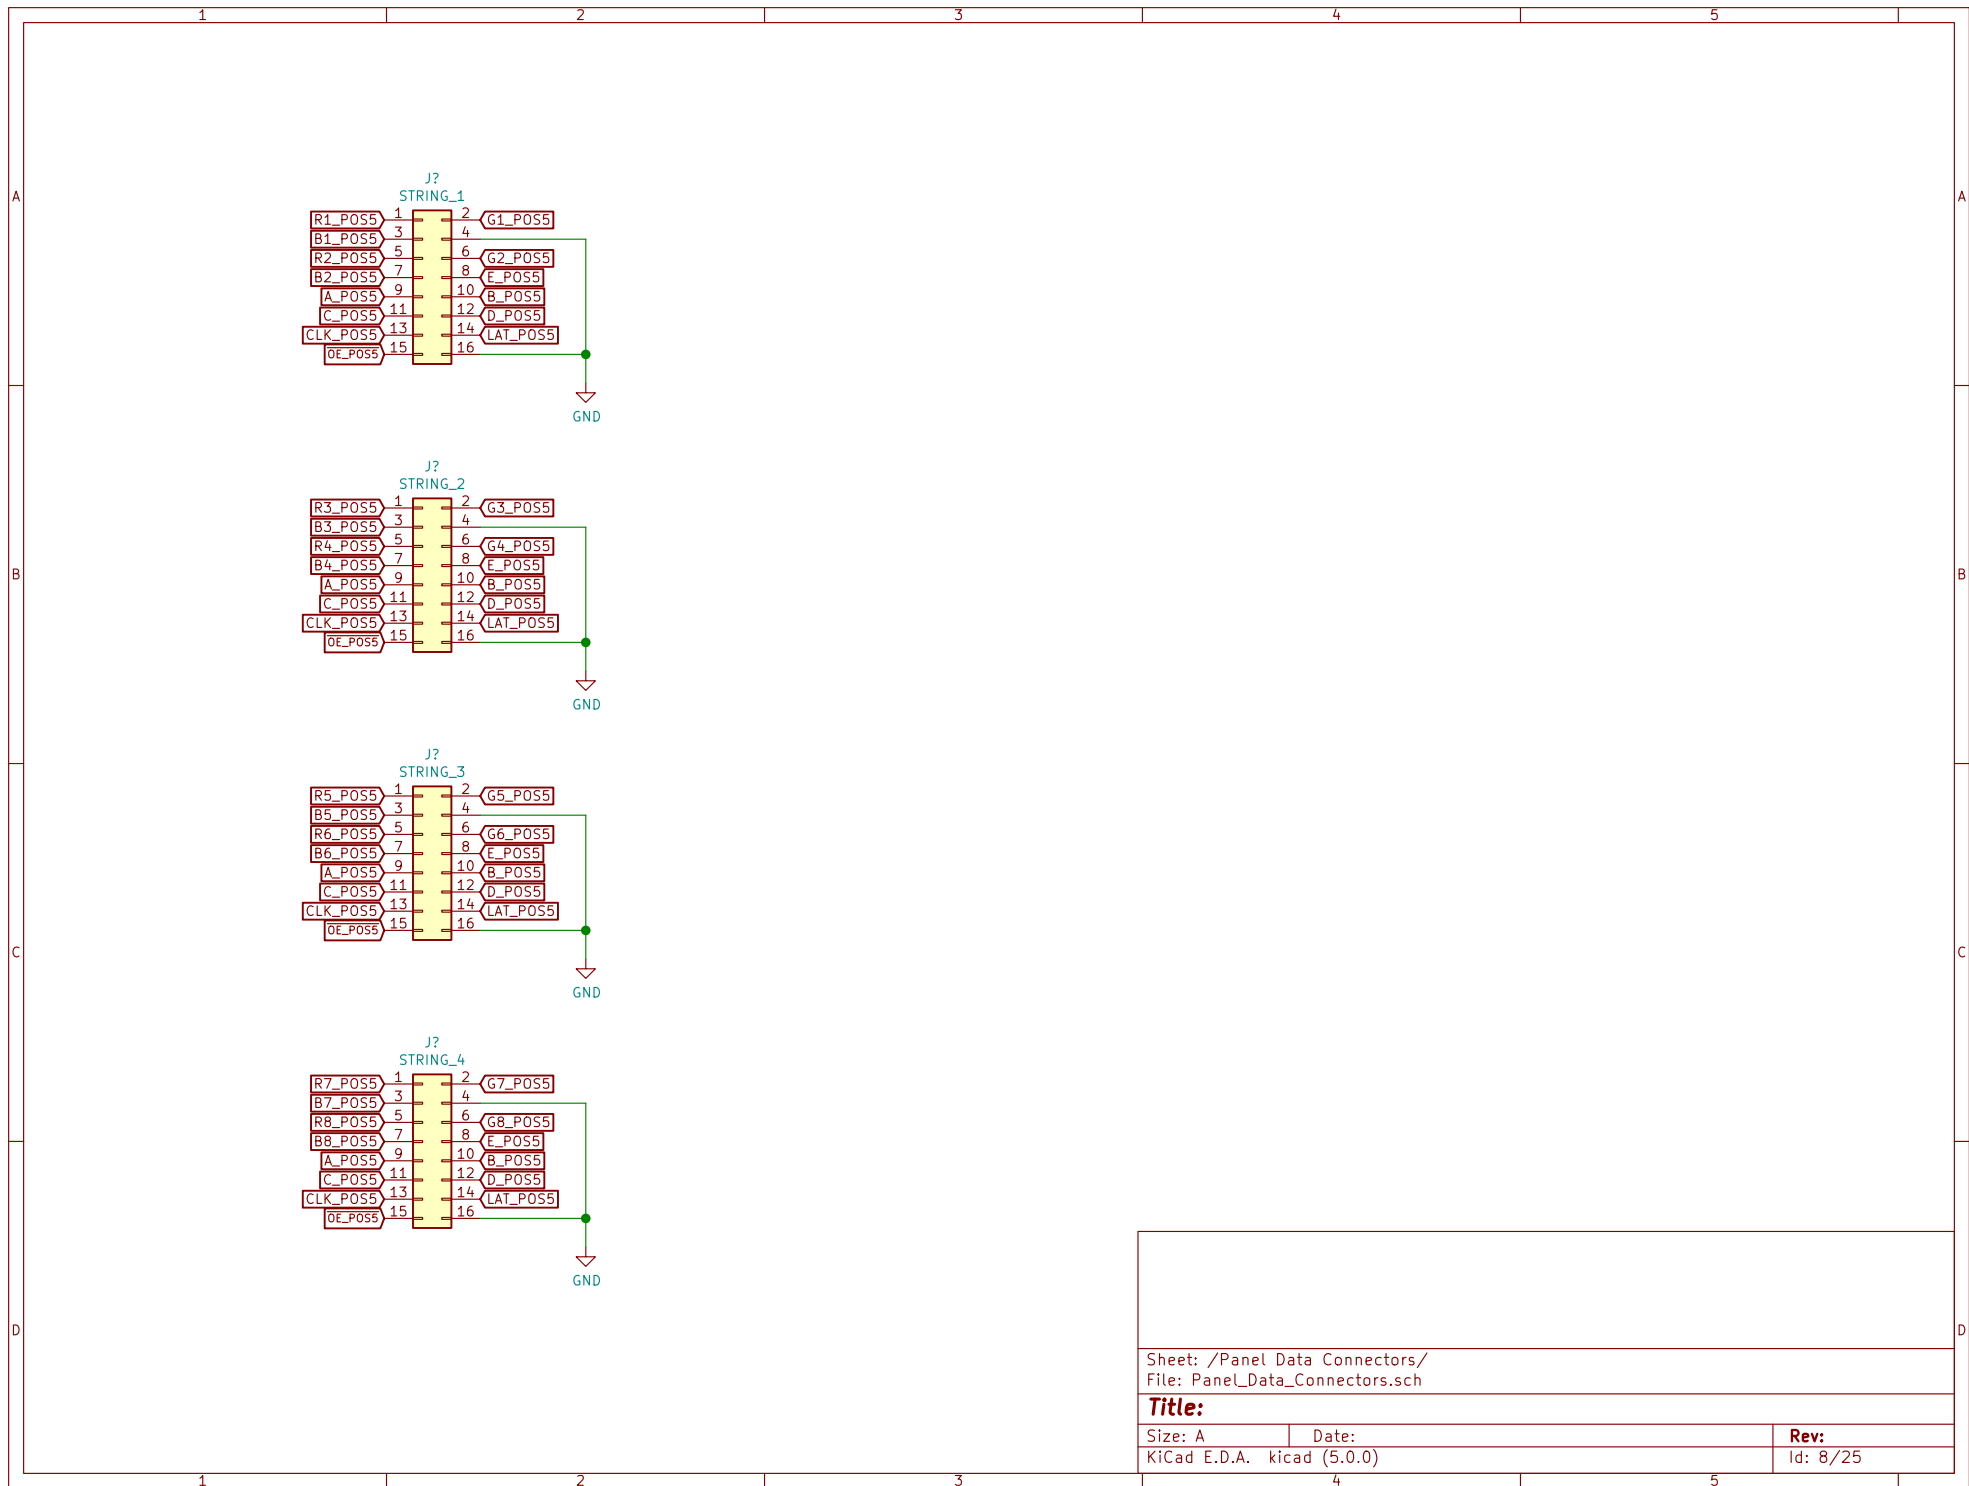 1 2 3 4 5
A A
J?
STRING_1
R1_POS5 1 2 G1_POS5
B1_POS5 3 4
R2_POS5 5 6 G2_POS5
B2_POS5 7 8 E_POS5
A_POS5 9 10 B_POS5
C_POS5 11 12 D_POS5
CLK_POS5 13 14 LAT_POS5
OE_POS5 15 16
GND
J?
STRING_2
R3_POS5 1 2 G3_POS5
B3_POS5 3 4
R4_POS5 5 6 G4_POS5
B4_POS5 7 8 E_POS5
B B
A_POS5 9 10 B_POS5
C_POS5 11 12 D_POS5
CLK_POS5 13 14 LAT_POS5
OE_POS5 15 16
GND
J?
STRING_3
R5_POS5 1 2 G5_POS5
B5_POS5 3 4
R6_POS5 5 6 G6_POS5
B6_POS5 7 8 E_POS5
A_POS5 9 10 B_POS5
C_POS5 11 12 D_POS5
CLK_POS5 13 14 LAT_POS5
OE_POS5 15 16
C C
GND
J?
STRING_4
R7_POS5 1 2 G7_POS5
B7_POS5 3 4
R8_POS5 5 6 G8_POS5
B8_POS5 7 8 E_POS5
A_POS5 9 10 B_POS5
C_POS5 11 12 D_POS5
CLK_POS5 13 14 LAT_POS5
OE_POS5 15 16
GND
D D
Sheet: /Panel Data Connectors/
File: Panel_Data_Connectors.sch
Title:
Size: A Date: Rev:
KiCad E.D.A. kicad (5.0.0) Id: 8/25
1 2 3 4 5